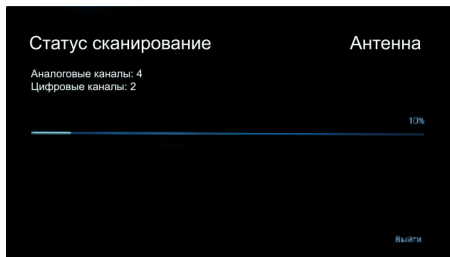 Статус сканирование
Антенна
Аналоговые каналы: 4
Цифровые каналы: 2
10%
Выйти